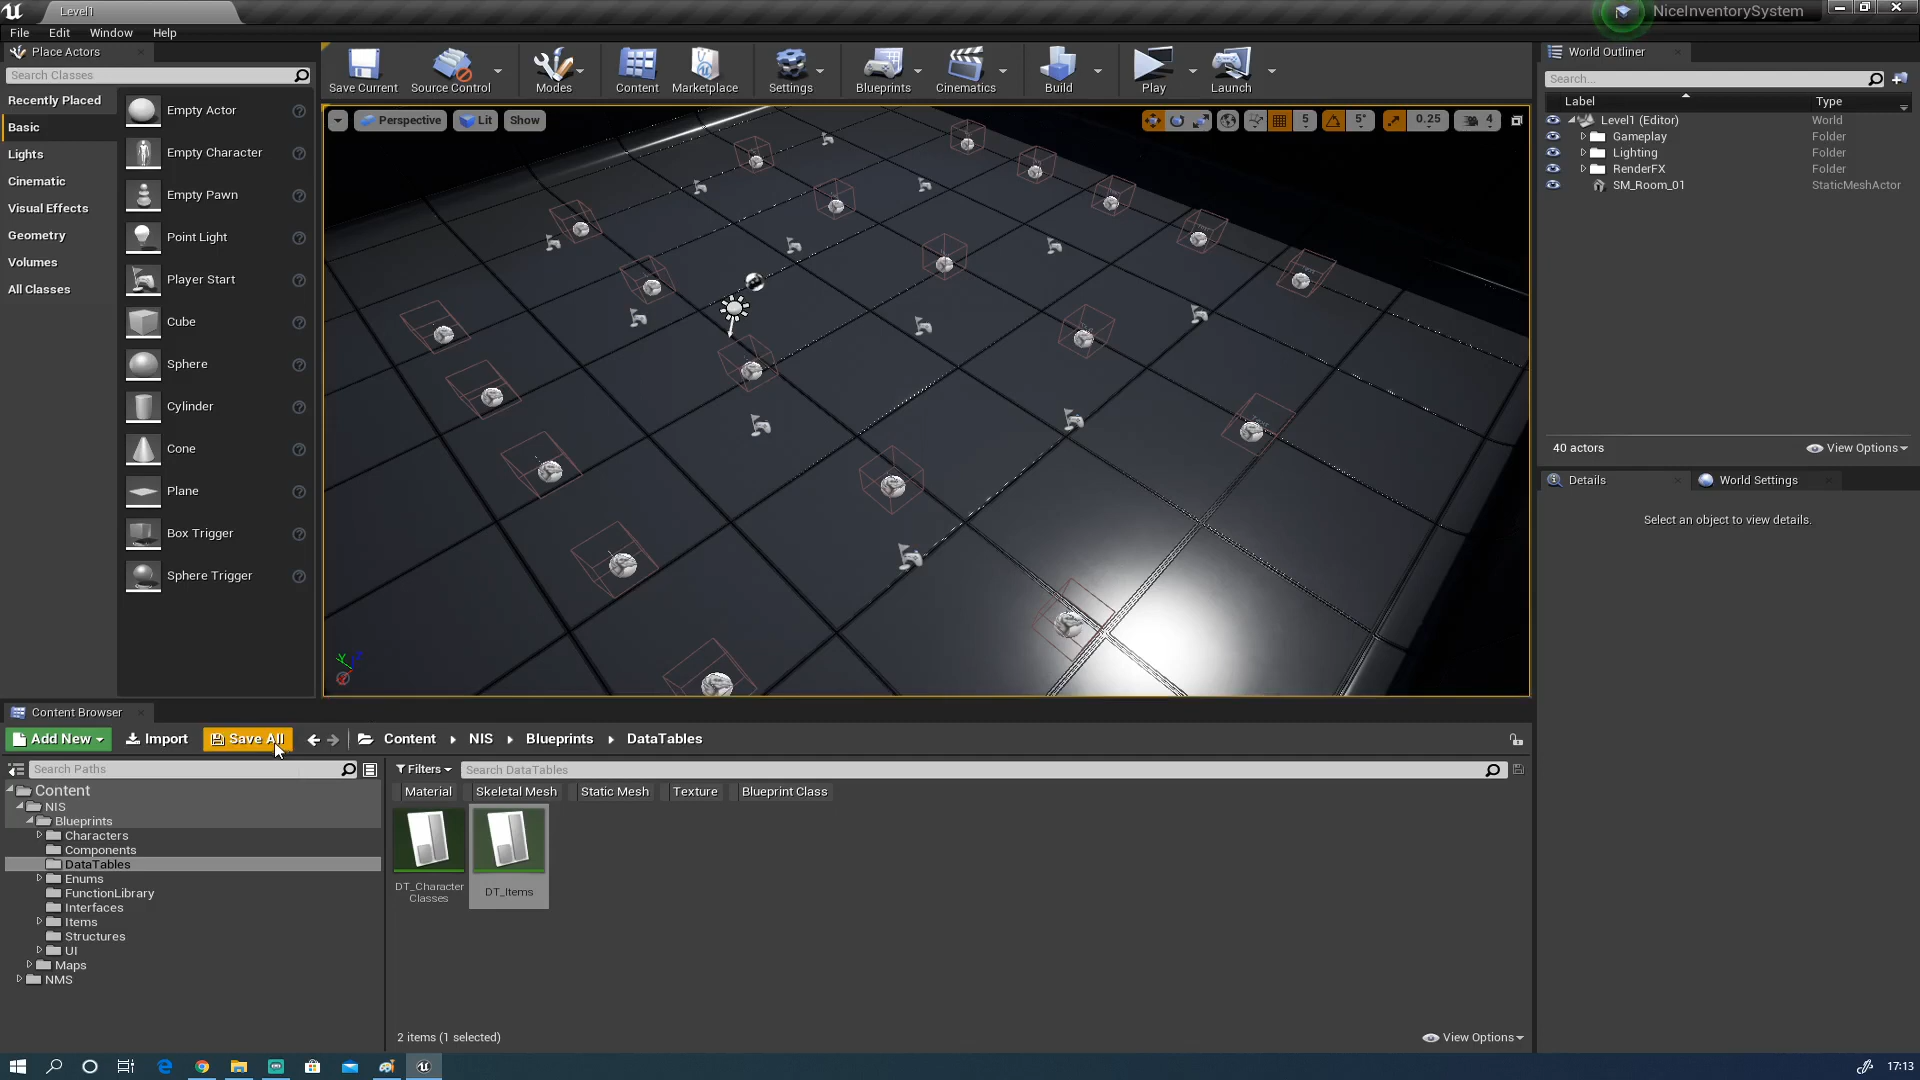 Level1
NiceInventorySystem
File Edit Window Help
Place Actors
Search Classes
Recently Placed
Basic
Lights
Cinematic
Visual Effects
Geometry
Volumes
All Classes
Empty Actor
Empty Character
Empty Pawn
Point Light
Player Start
Cube
Sphere
Cylinder
Cone
Plane
Box Trigger
Sphere Trigger
Save Current Source Control Modes Content Marketplace Settings Blueprints Cinematics Build Play Launch
Perspective Lit Show
5 5° 0.25 4
World Outliner
Search...
Label Type
Level1 (Editor) World
Gameplay Folder
Lighting Folder
RenderFX Folder
SM_Room_01 StaticMeshActor
40 actors View Options
Details World Settings
Select an object to view details.
Content Browser
Add New Import Save All Content NIS Blueprints DataTables
Search Paths
Filters Search DataTables
Material Skeletal Mesh Static Mesh Texture Blueprint Class
Content
NIS
Blueprints
Characters
Components
DataTables
Enums
FunctionLibrary
Interfaces
Items
Structures
UI
Maps
NMS
DT_Character
Classes
DT_Items
2 items (1 selected) View Options
17:13